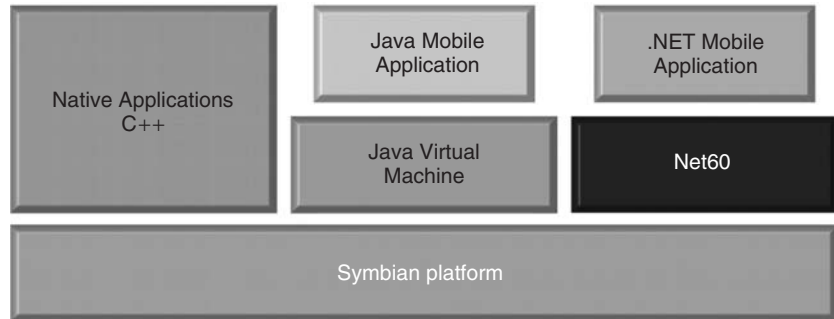 Native Applications
C++
Java Mobile
Application
.NET Mobile
Application
Java Virtual
Machine
Net60
Symbian platform